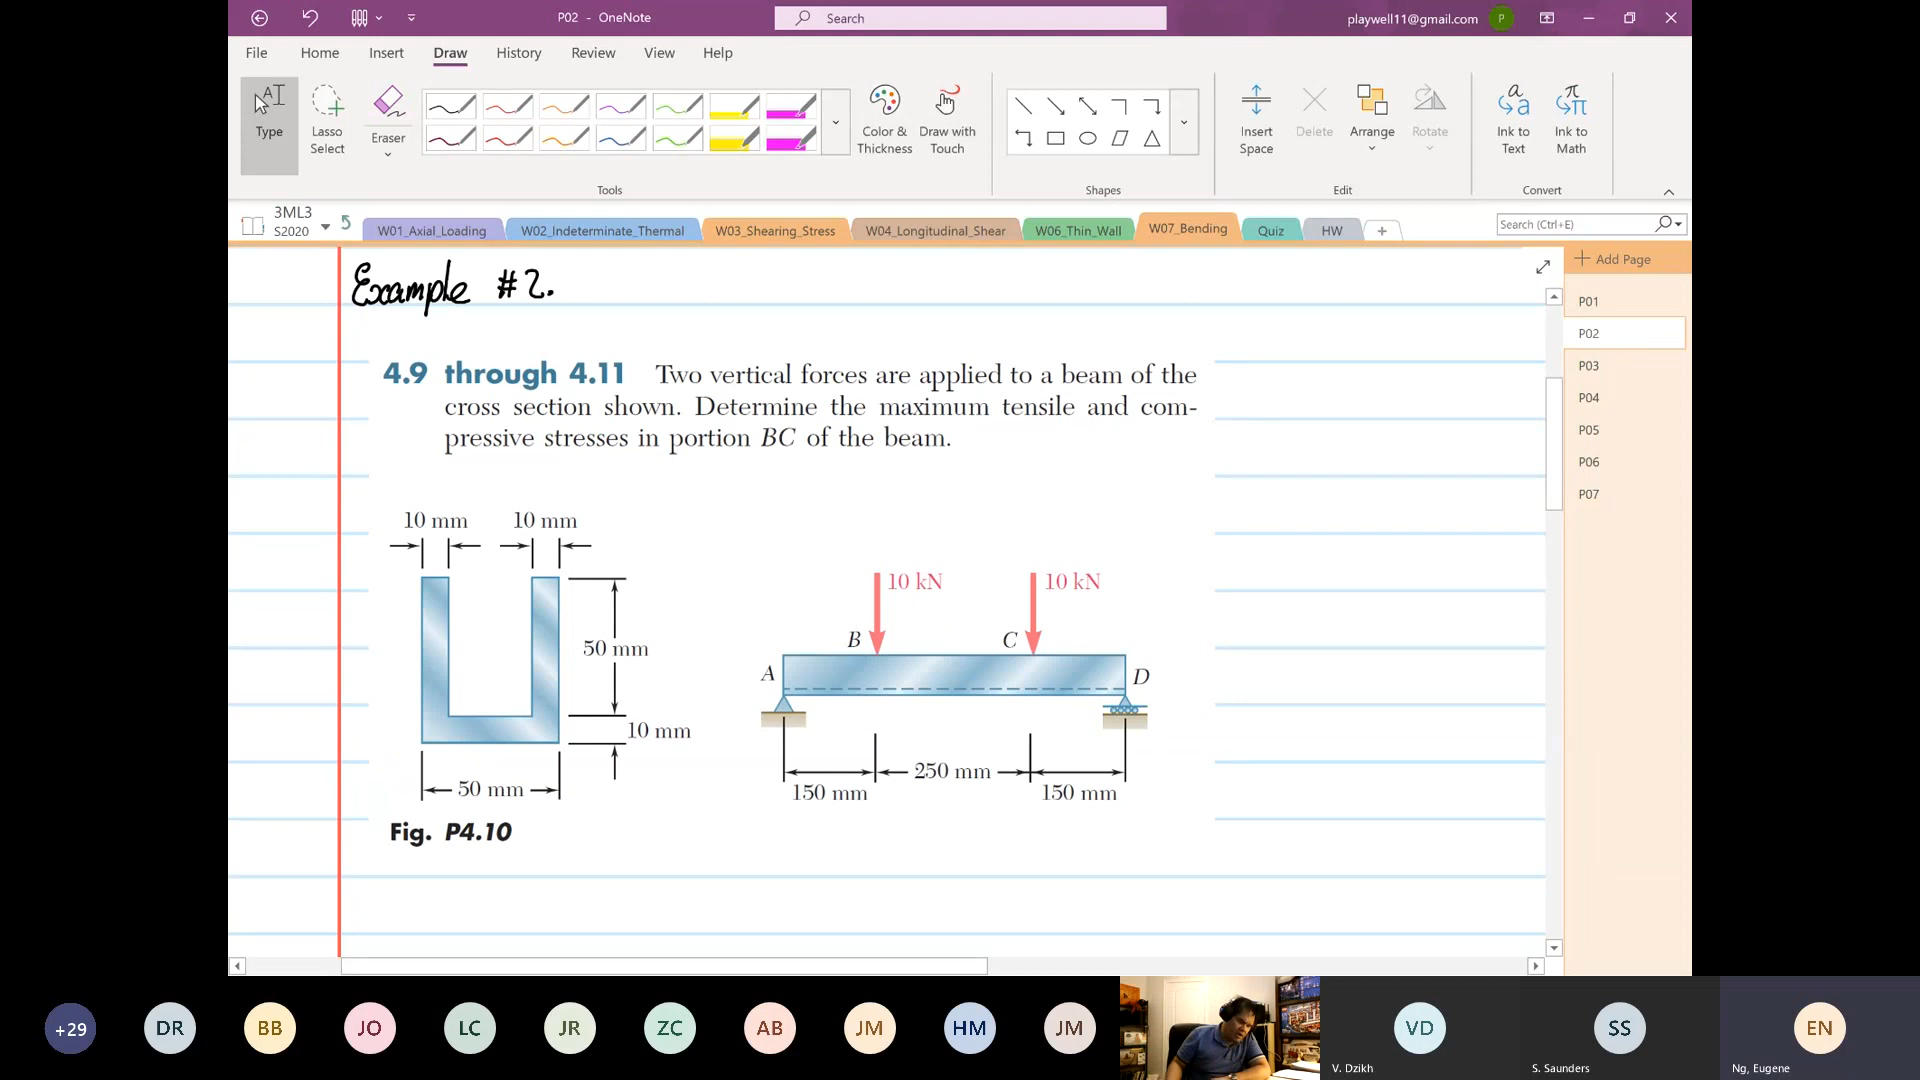 P02 - OneNote
Search
playwell11@gmail.com
P
File Home Insert Draw History Review View Help
Type
Lasso Select
Eraser
Color & Thickness
Draw with Touch
Insert Space
Delete
Arrange
Rotate
Ink to Text
Ink to Math
Tools
Shapes
Edit
Convert
3ML3
S2020
W01_Axial_Loading
W02_Indeterminate_Thermal
W03_Shearing_Stress
W04_Longitudinal_Shear
W06_Thin_Wall
W07_Bending
Quiz
HW
Search (Ctrl+E)
Add Page
P01
P02
P03
P04
P05
P06
P07
Example #2.
4.9 through 4.11 Two vertical forces are applied to a beam of the
cross section shown. Determine the maximum tensile and com-
pressive stresses in portion BC of the beam.
10 mm 10 mm
50 mm
10 mm
50 mm
Fig. P4.10
10 kN 10 kN
B C
A D
250 mm
150 mm 150 mm
+29 DR BB JO LC JR ZC AB JM HM JM VD SS EN
V. Dzikh
S. Saunders
Ng, Eugene